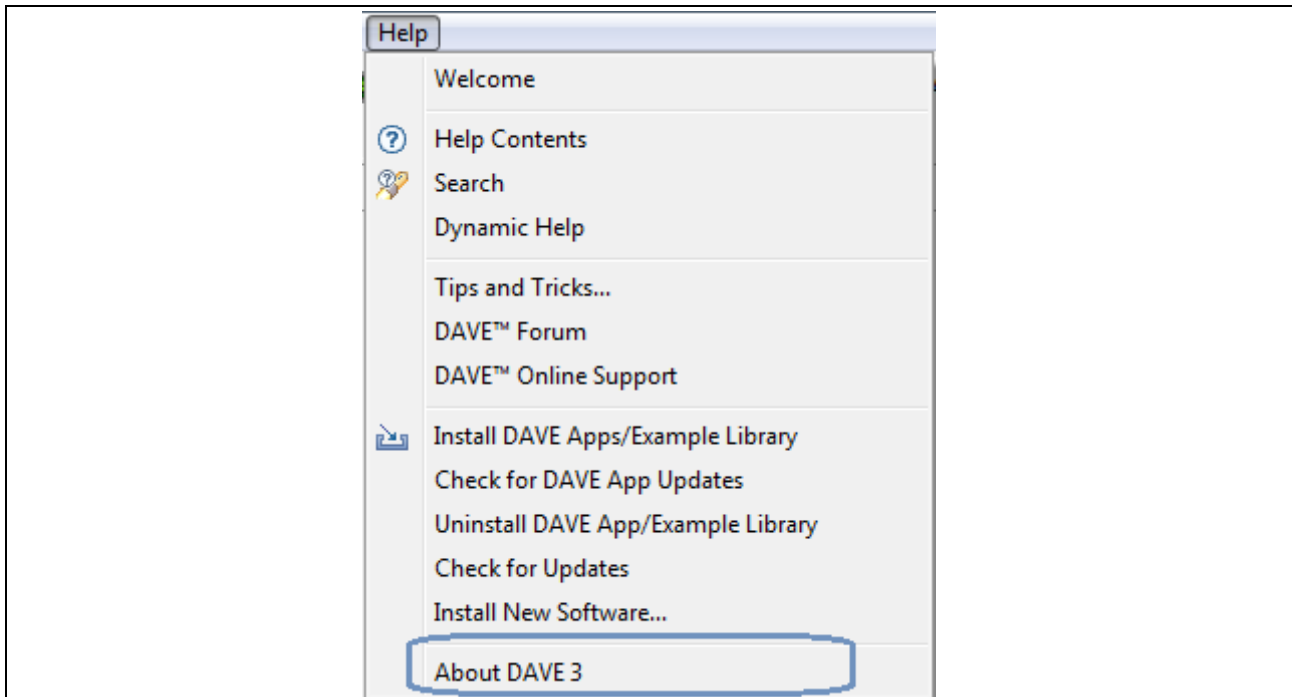 Help
Welcome
Help Contents
Search
Dynamic Help
Tips and Tricks...
DAVE™ Forum
DAVE™ Online Support
Install DAVE Apps/Example Library
Check for DAVE App Updates
Uninstall DAVE App/Example Library
Check for Updates
Install New Software...
About DAVE 3